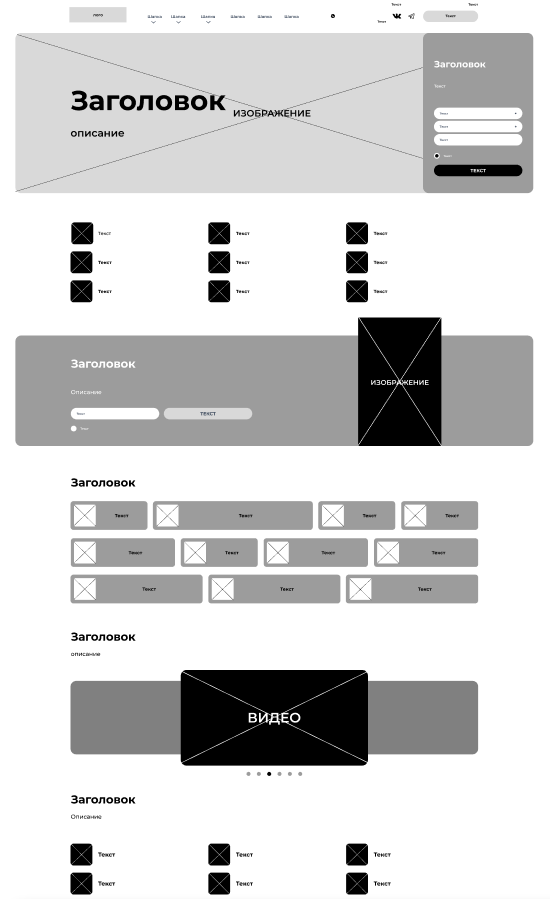 Текст Текст
лого Шапка Шапка Шапка Шапка Шапка Шапка Текст
Текст
Заголовок
ИЗОБРАЖЕНИЕ
описание
Заголовок
Текст
Текст
Текст
Текст
Текст
ТЕКСТ
Текст Текст Текст
Текст Текст Текст
Текст Текст Текст
Заголовок
Описание
Текст ТЕКСТ
Текст
ИЗОБРАЖЕНИЕ
Заголовок
Текст Текст Текст Текст
Текст Текст Текст Текст
Текст Текст Текст
Заголовок
описание
ВИДЕО
Заголовок
Описание
Текст Текст Текст
Текст Текст Текст